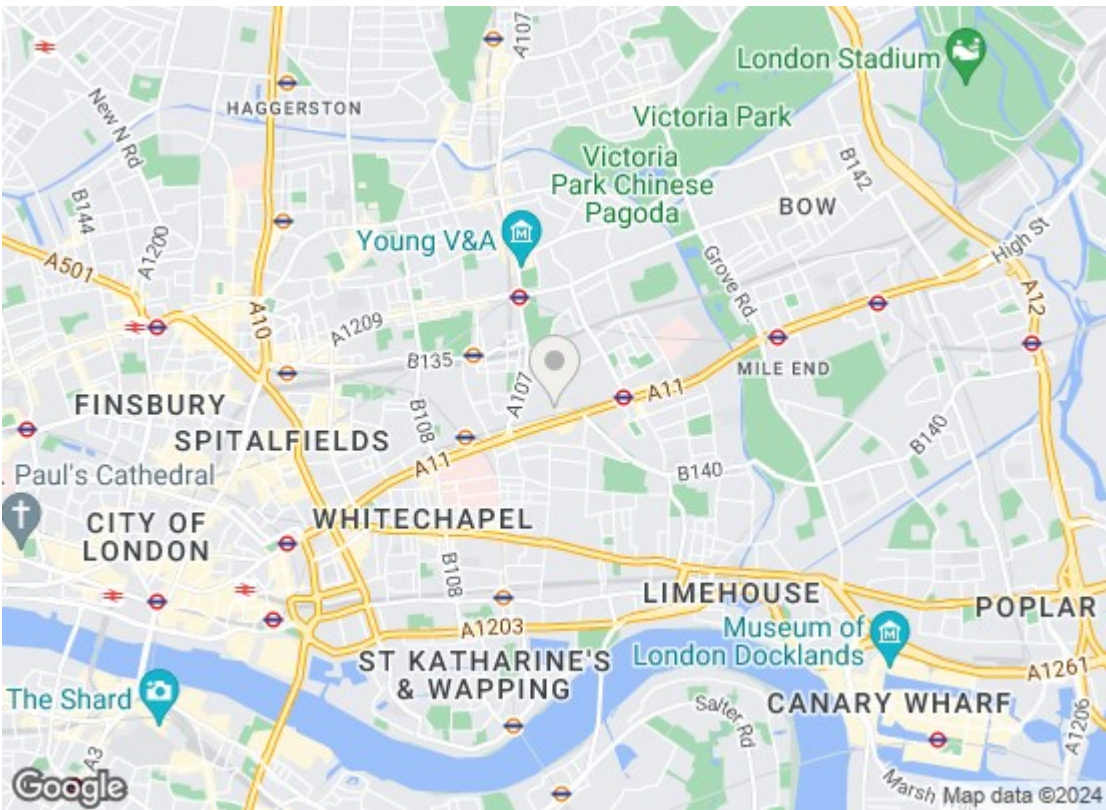 A107
London Stadium
HAGGERSTON
New N Rd
Victoria Park
Victoria
Park Chinese
Pagoda
B142
BOW
B144
A1200
Young V&A
Grove Rd.
High St
A501
A10
A1209
A12
B135
A107
MILE END
FINSBURY
B108
A11
SPITALFIELDS
A11
B140
B140
Paul's Cathedral
WHITECHAPEL
CITY OF
LONDON
B108
LIMEHOUSE
POPLAR
A1203
Museum of
London Docklands
ST KATHARINE'S
& WAPPING
A1261
The Shard
CANARY WHARF
Salter Rd
A1206
A3
Google
Marsh
Map data ©2024